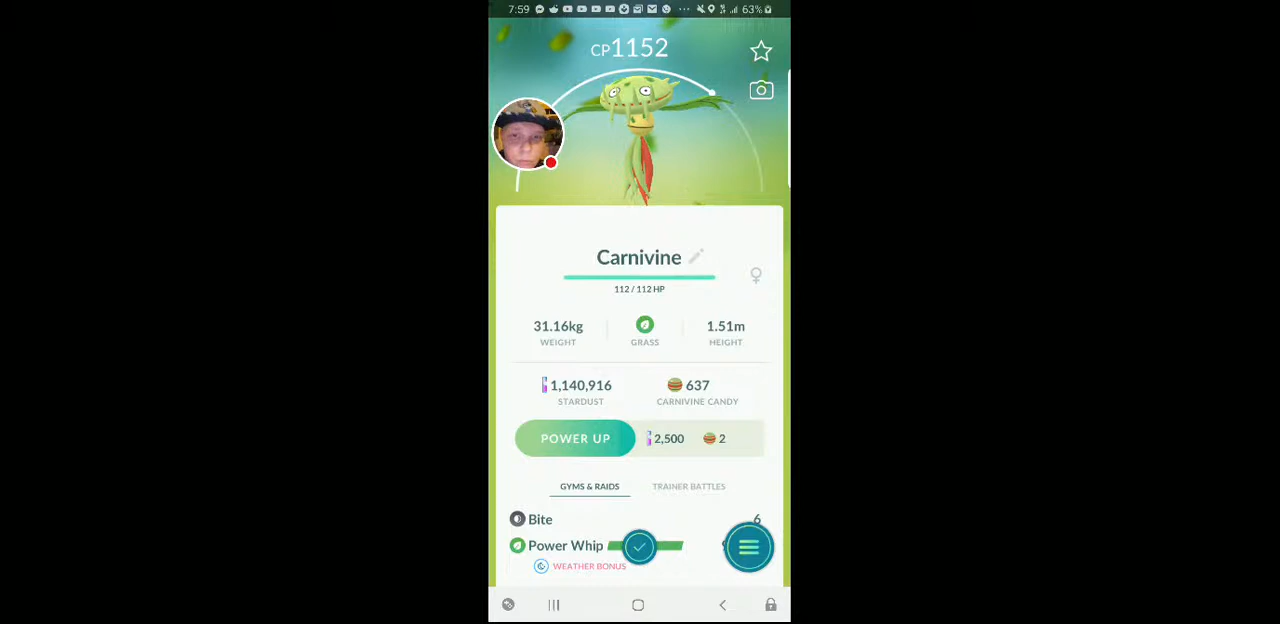 7:59 63%
CP1152
Carnivine
112 / 112 HP
31.16kg 1.51m
WEIGHT GRASS HEIGHT
1,140,916 637
STARDUST CARNIVINE CANDY
POWER UP 2,500 2
GYMS & RAIDS TRAINER BATTLES
Bite 6
Power Whip
WEATHER BONUS